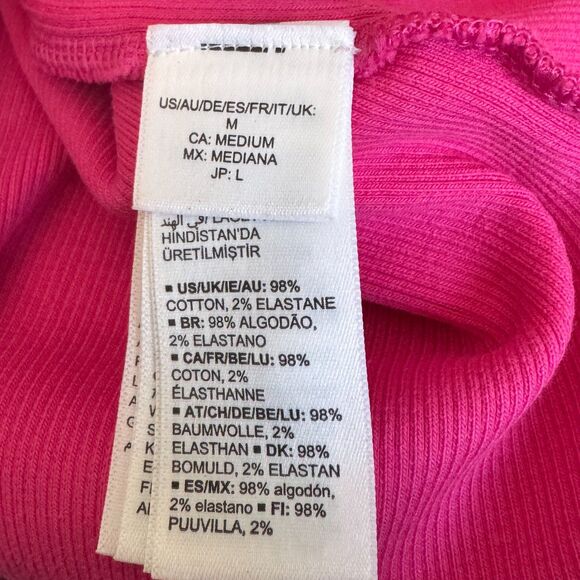 US/AU/DE/ES/FR/IT/UK:
M
CA: MEDIUM
MX: MEDIANA
JP: L
في الهند
HİNDİSTAN'DA
ÜRETİLMİŞTİR
■ US/UK/IE/AU: 98%
COTTON, 2% ELASTANE
■ BR: 98% ALGODÃO,
2% ELASTANO
■ CA/FR/BE/LU: 98%
COTON, 2%
ÉLASTHANNE
■ AT/CH/DE/BE/LU: 98%
BAUMWOLLE, 2%
ELASTHAN ■ DK: 98%
BOMULD, 2% ELASTAN
■ ES/MX: 98% algodón,
2% elastano ■ FI: 98%
PUUVILLA, 2%